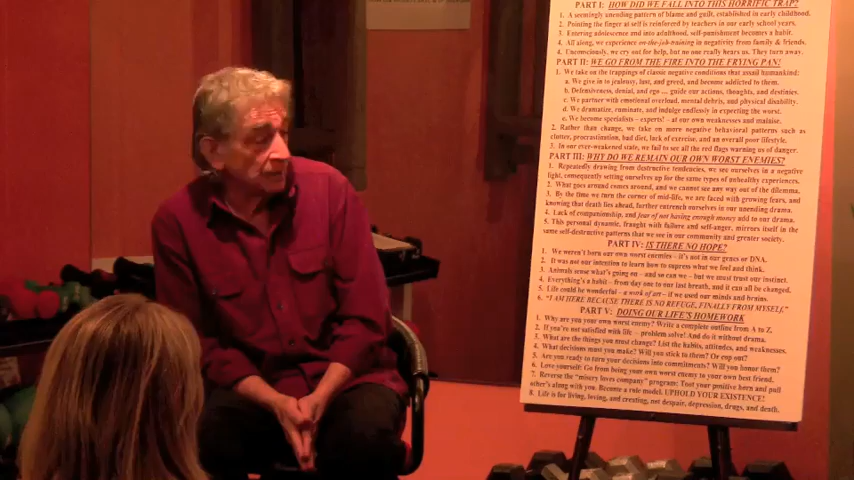 PART I: HOW DID WE FALL INTO THIS HORRIFIC TRAP?
1. A seemingly unending pattern of blame and guilt, established in early childhood.
2. Pointing the finger at self is reinforced by teachers in our early school years.
3. Entering adolescence and into adulthood, self-punishment becomes a habit.
4. All along, we experience on-the-job-training in negativity from family & friends.
5. Unconsciously, we cry out for help, but no one really hears us. They turn away.
PART II: WE GO FROM THE FIRE INTO THE FRYING PAN!
1. We take on the trappings of classic negative conditions that assail humankind:
a. We give in to jealousy, lust, and greed, and become addicted to them.
b. Defensiveness, denial, and ego .... guide our actions, thoughts, and destinies.
c. We partner with emotional overload, mental debris, and physical disability.
d. We dramatize, ruminate, and indulge endlessly in expecting the worst.
e. We become specialists – experts! – at our own weaknesses and malaise.
2. Rather than change, we take on more negative behavioral patterns such as
clutter, procrastination, bad diet, lack of exercise, and an overall poor lifestyle.
3. In our ever-weakened state, we fail to see all the red flags warning us of danger.
PART III: WHY DO WE REMAIN OUR OWN WORST ENEMIES?
1. Repeatedly drawing from destructive tendencies, we see ourselves in a negative
light, consequently setting ourselves up for the same types of unhealthy experiences.
2. What goes around comes around, and we cannot see any way out of the dilemma.
3. By the time we turn the corner of mid-life, we are faced with growing fears, and
knowing that death lies ahead, further entrench ourselves in our unending drama.
4. Lack of companionship, and fear of not having enough money add to our drama.
5. This personal dynamic, fraught with failure and self-anger, mirrors itself in the
same self-destructive patterns that we see in our community and greater society.
PART IV: IS THERE NO HOPE?
1. We weren't born our own worst enemies – it's not in our genes or DNA.
2. It was not our intention to learn how to supress what we feel and think.
3. Animals sense what's going on – and so can we – but we must trust our instinct.
4. Everything's a habit – from day one to our last breath, and it can all be changed.
5. Life could be wonderful – a work of art – if we used our minds and brains.
6. "I AM HERE BECAUSE THERE IS NO REFUGE, FINALLY FROM MYSELF"
PART V: DOING OUR LIFE'S HOMEWORK
1. Why are you your own worst enemy? Write a complete outline from A to Z.
2. If you're not satisfied with life – problem solve! And do it without drama.
3. What are the things you must change? List the habits, attitudes, and weaknesses.
4. What decisions must you make? Will you stick to them? Or cop out?
5. Are you ready to turn your decisions into commitments? Will you honor them?
6. Love yourself: Go from being your own worst enemy to your own best friend.
7. Reverse the "misery loves company" program: Toot your positive horn and pull
other's along with you. Become a role model. UPHOLD YOUR EXISTENCE!
8. Life is for living, loving, and cresting, not despair, depression, drugs, and death.